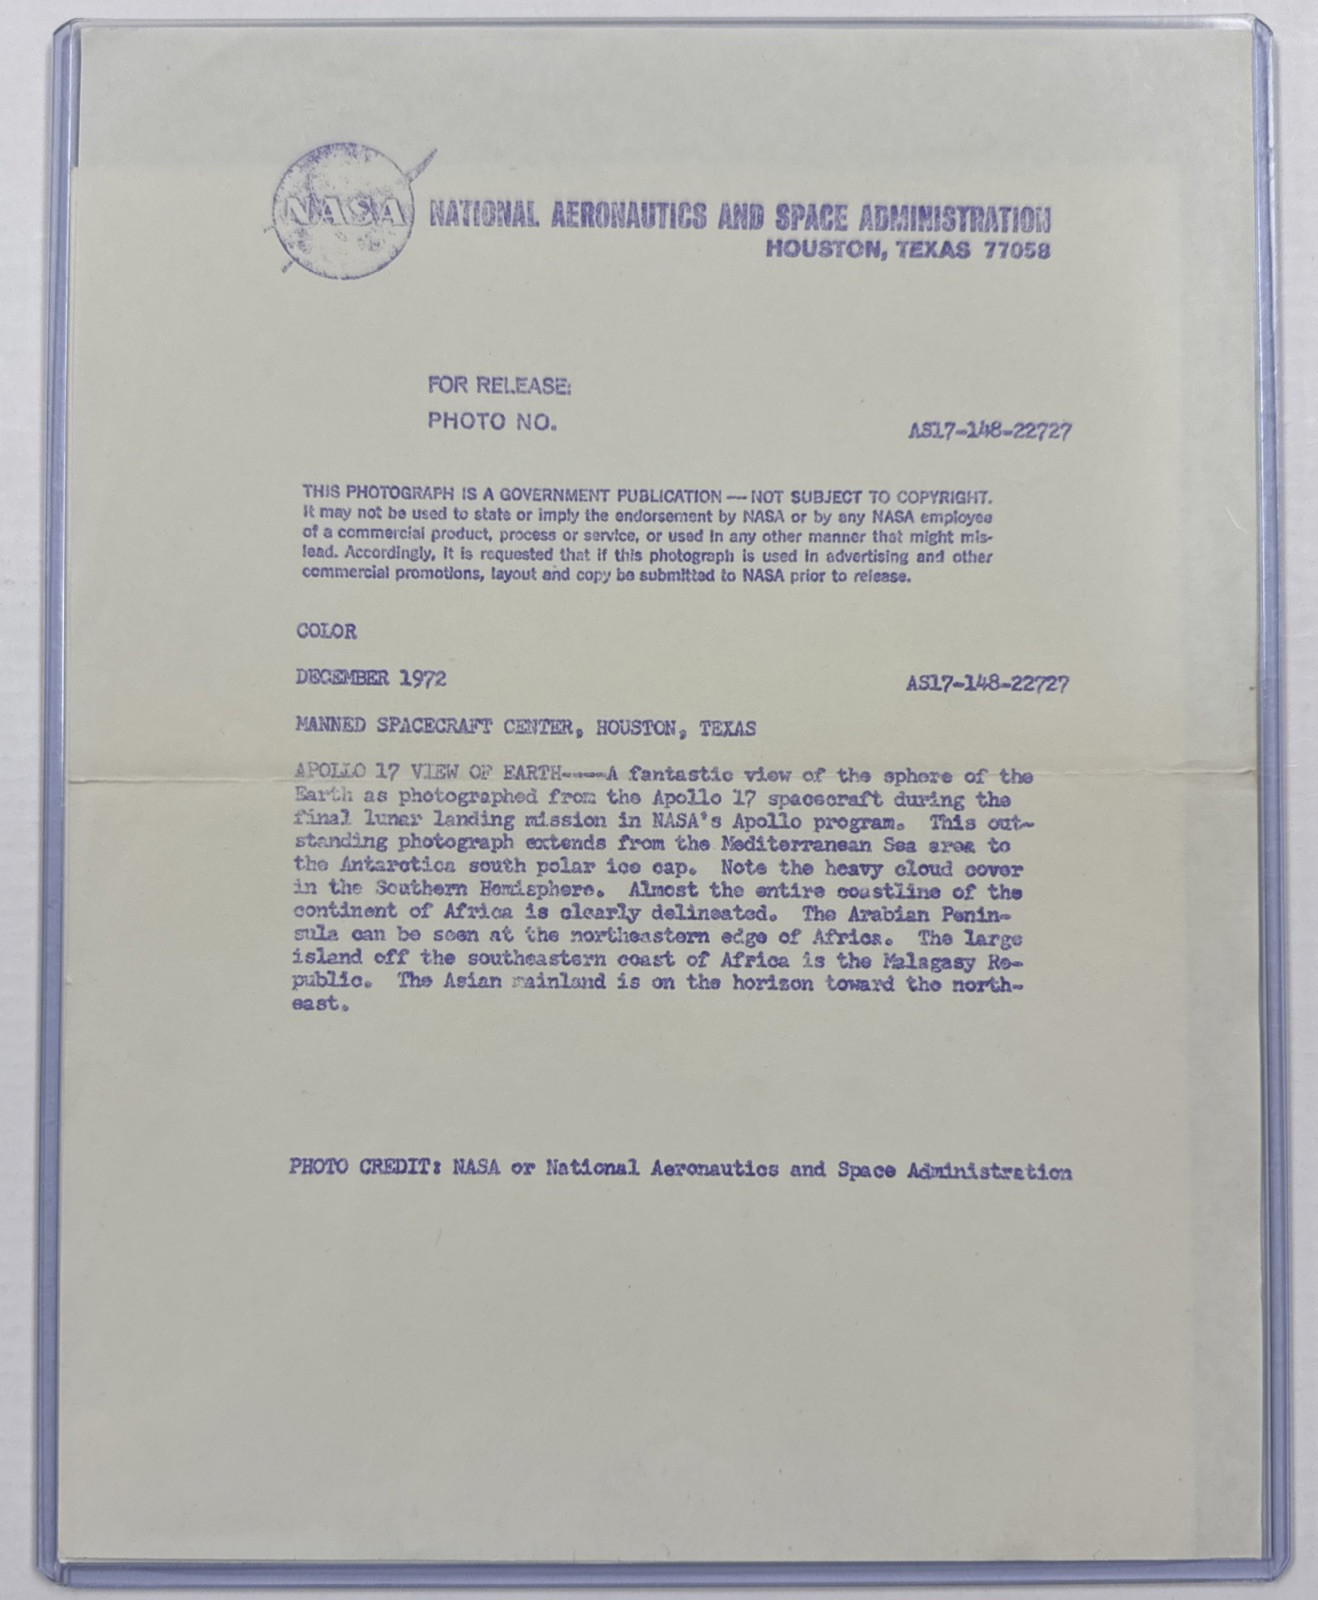 NASA
NATIONAL AERONAUTICS AND SPACE ADMINISTRATION
HOUSTON, TEXAS 77058
FOR RELEASE:
PHOTO NO.
AS17-148-22727
THIS PHOTOGRAPH IS A GOVERNMENT PUBLICATION — NOT SUBJECT TO COPYRIGHT.
It may not be used to state or imply the endorsement by NASA or by any NASA employee
of a commercial product, process or service, or used in any other manner that might mis-
lead. Accordingly, it is requested that if this photograph is used in advertising and other
commercial promotions, layout and copy be submitted to NASA prior to release.
COLOR
DECEMBER 1972
AS17-148-22727
MANNED SPACECRAFT CENTER, HOUSTON, TEXAS
APOLLO 17 VIEW OF EARTH-----A fantastic view of the sphere of the
Earth as photographed from the Apollo 17 spacecraft during the
final lunar landing mission in NASA's Apollo program. This out-
standing photograph extends from the Mediterranean Sea area to
the Antarctica south polar ice cap. Note the heavy cloud cover
in the Southern Hemisphere. Almost the entire coastline of the
continent of Africa is clearly delineated. The Arabian Penin-
sula can be seen at the northeastern edge of Africa. The large
island off the southeastern coast of Africa is the Malagasy Re-
public. The Asian mainland is on the horizon toward the north-
east.
PHOTO CREDIT: NASA or National Aeronautics and Space Administration